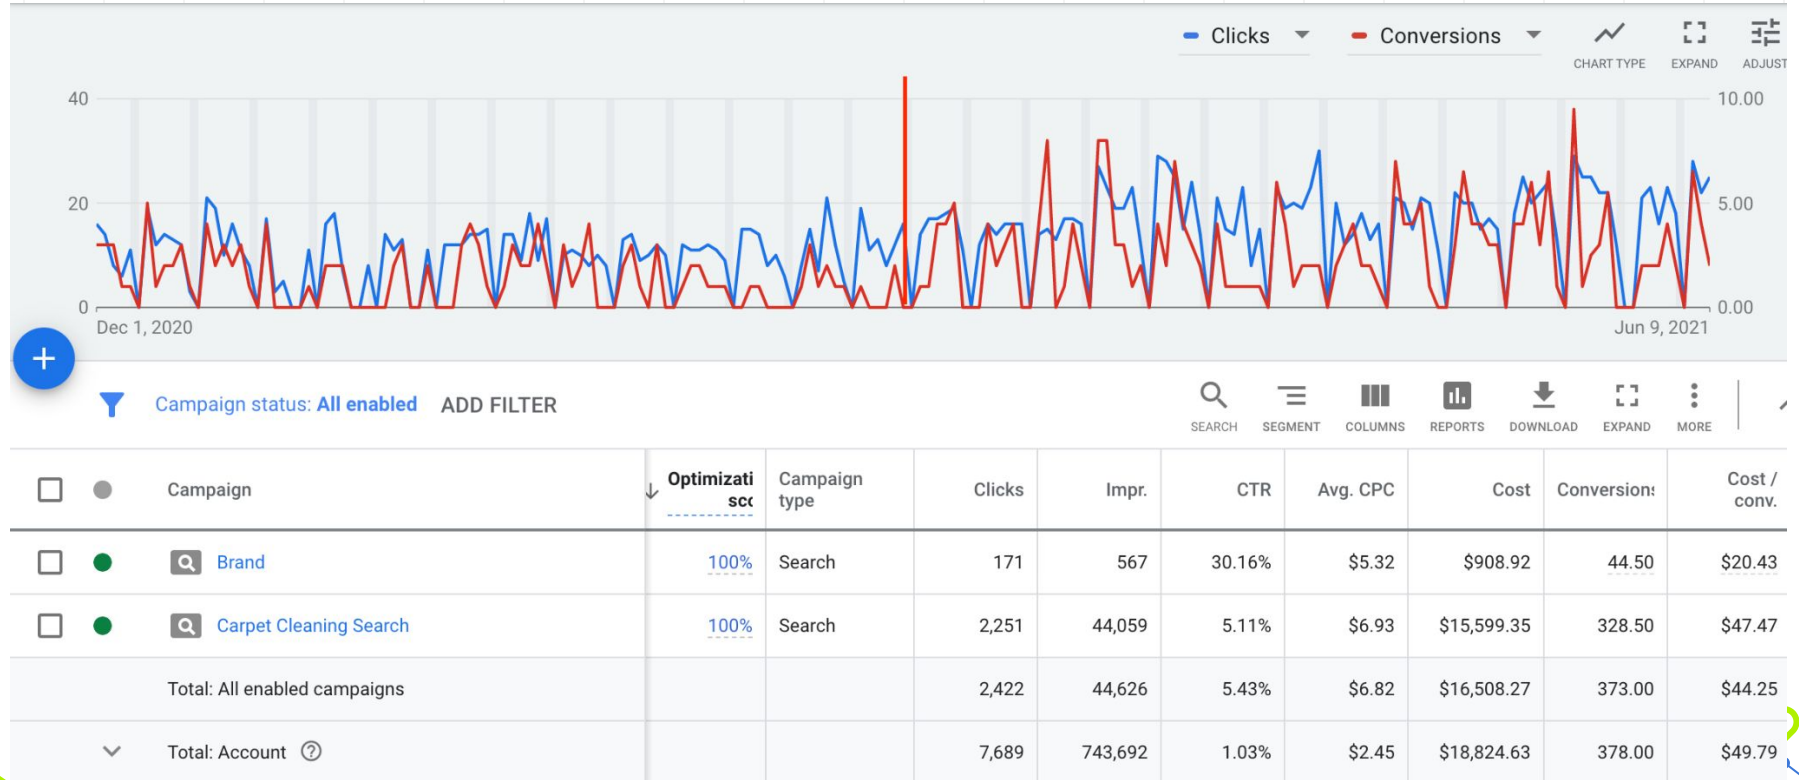 Clicks Conversions
CHART TYPE EXPAND ADJUST
40 10.00
20 5.00
0 0.00
Dec 1, 2020 Jun 9, 2021
Campaign status: All enabled ADD FILTER
SEARCH SEGMENT COLUMNS REPORTS DOWNLOAD EXPAND MORE
Campaign Optimizati sco Campaign type Clicks Impr. CTR Avg. CPC Cost Conversions Cost / conv.
Brand 100% Search 171 567 30.16% $5.32 $908.92 44.50 $20.43
Carpet Cleaning Search 100% Search 2,251 44,059 5.11% $6.93 $15,599.35 328.50 $47.47
Total: All enabled campaigns 2,422 44,626 5.43% $6.82 $16,508.27 373.00 $44.25
Total: Account 7,689 743,692 1.03% $2.45 $18,824.63 378.00 $49.79